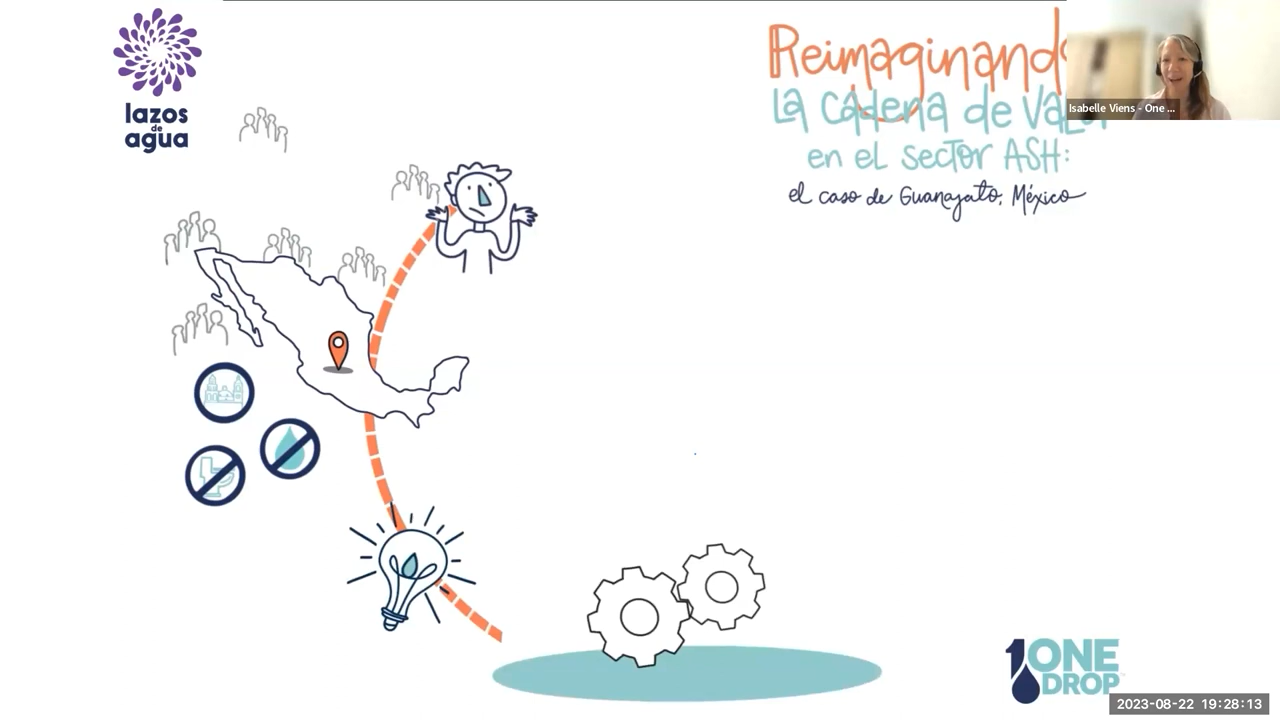 lazos
de
agua
Reimaginando
La cadena de valor
en el sector ASH:
el caso de Guanajato, México
Isabelle Viens - One ...
1ONE
DROP
2023-08-22 19:28:13